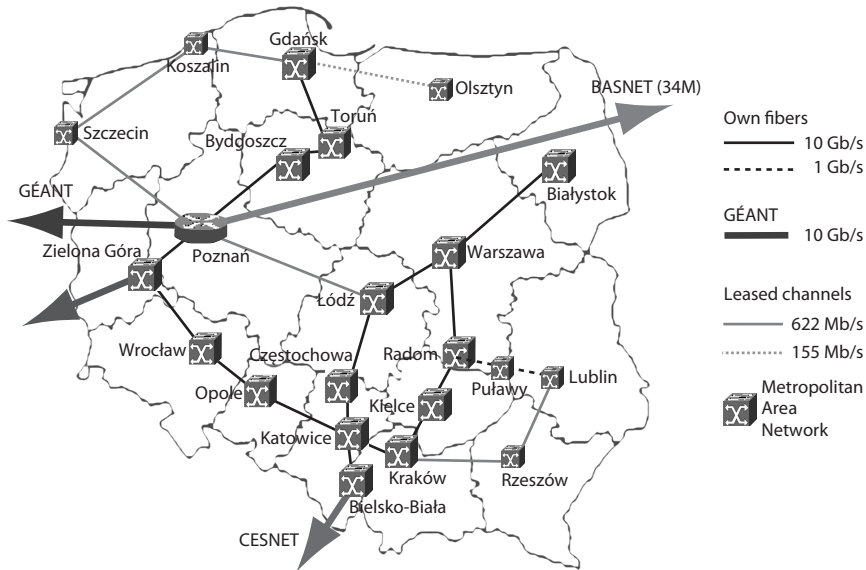 Gdańsk
Koszalin
Olsztyn
BASNET (34M)
Szczecin
Toruń
Bydgoszcz
Białystok
GÉANT
Zielona Góra
Poznań
Warszawa
Łódź
Wrocław
Częstochowa
Radom
Puławy
Lublin
Opole
Kielce
Katowice
Kraków
Rzeszów
Bielsko-Biała
CESNET
Own fibers
10 Gb/s
1 Gb/s
GÉANT
10 Gb/s
Leased channels
622 Mb/s
155 Mb/s
Metropolitan
Area
Network